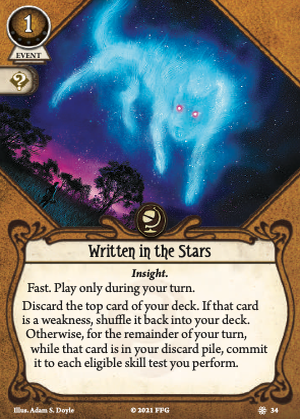 1
EVENT
?
Written in the Stars
Insight.
Fast. Play only during your turn.
Discard the top card of your deck. If that card
is a weakness, shuffle it back into your deck.
Otherwise, for the remainder of your turn,
while that card is in your discard pile, commit
it to each eligible skill test you perform.
Illus. Adam S. Doyle
© 2021 FFG
34